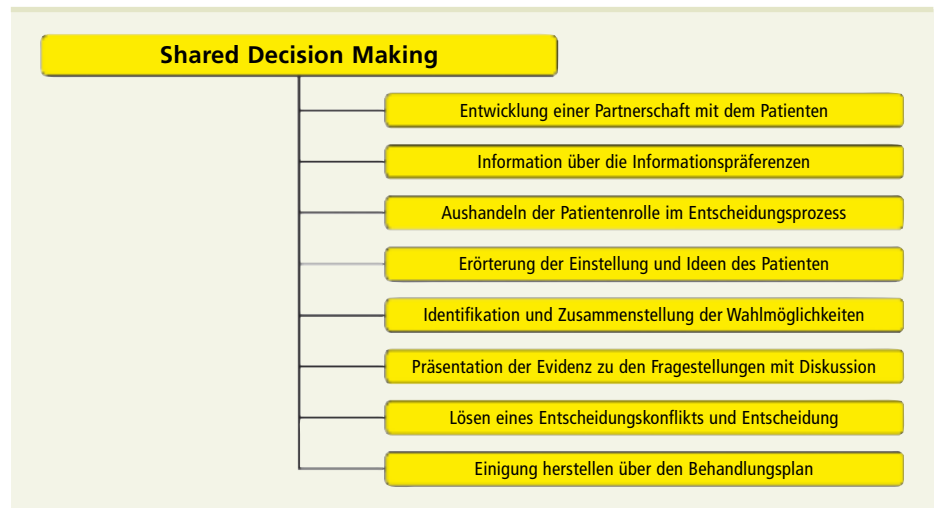 Shared Decision Making
Entwicklung einer Partnerschaft mit dem Patienten
Information über die Informationspräferenzen
Aushandeln der Patientenrolle im Entscheidungsprozess
Erörterung der Einstellung und Ideen des Patienten
Identifikation und Zusammenstellung der Wahlmöglichkeiten
Präsentation der Evidenz zu den Fragestellungen mit Diskussion
Lösen eines Entscheidungskonflikts und Entscheidung
Einigung herstellen über den Behandlungsplan